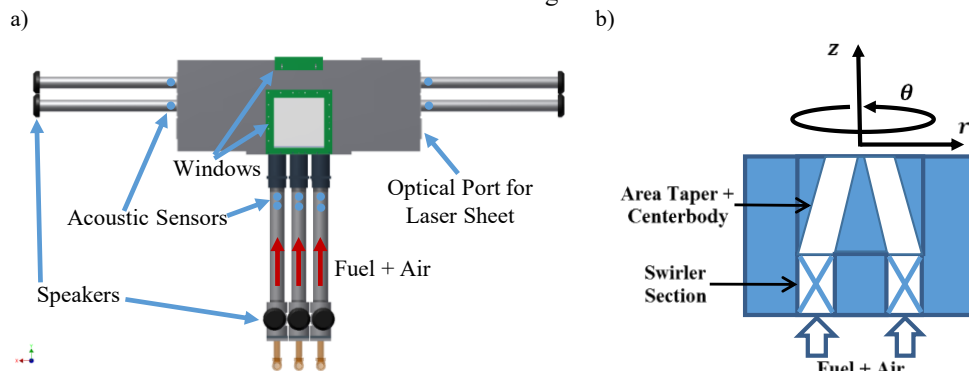 a)
b)
z
θ
r
Windows
Optical Port for
Laser Sheet
Acoustic Sensors
Fuel + Air
Speakers
Area Taper +
Centerbody
Swirler
Section
Fuel + Air